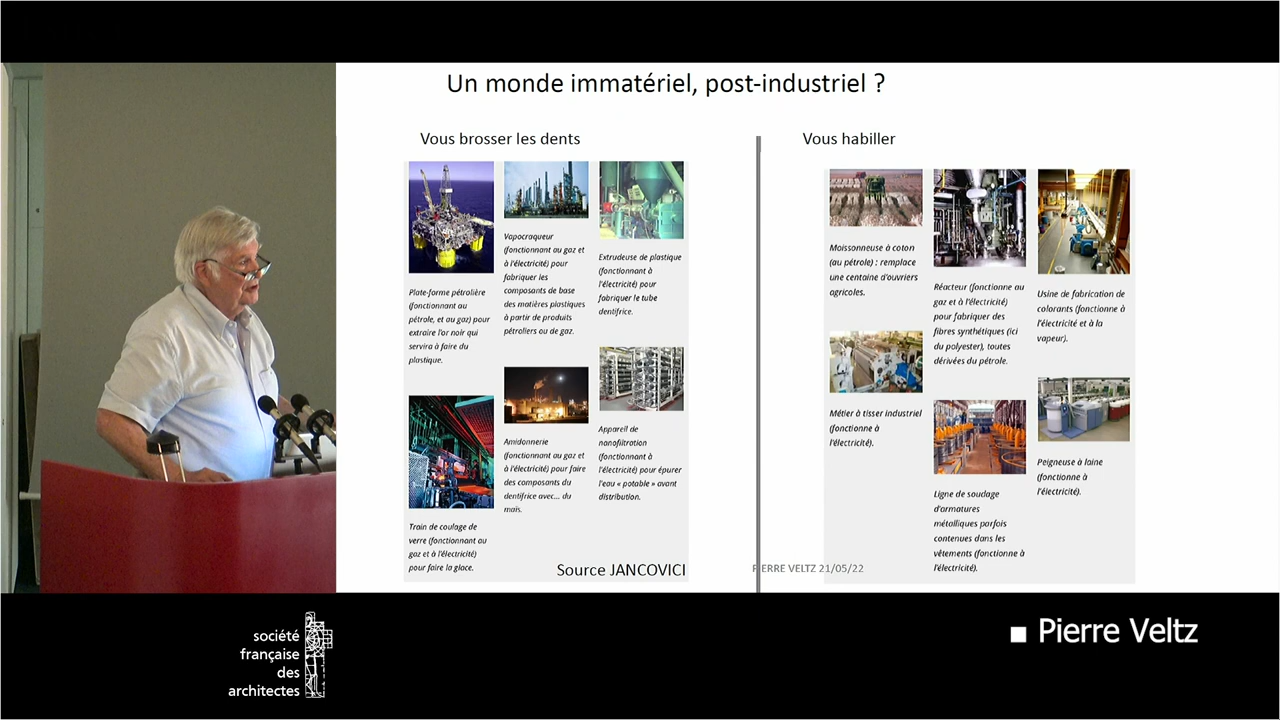 Un monde immatériel, post-industriel ?
Vous brosser les dents
Plate-forme pétrolière
(fonctionnant au
pétrole, et au gaz) pour
extraire l'or noir qui
servira à faire du
plastique.
Train de coulage de
verre (fonctionnant au
gaz et à l'électricité)
pour faire la glace.
Vapocraqueur
(fonctionnant au gaz et
à l'électricité) pour
fabriquer les
composants de base
des matières plastiques
à partir de produits
pétroliers ou de gaz.
Amidonnerie
(fonctionnant au gaz et
à l'électricité) pour faire
des composants du
dentifrice avec... du
maïs.
Extrudeuse de plastique
(fonctionnant à
l'électricité) pour
fabriquer le tube
dentifrice.
Appareil de
nanofiltration
(fonctionnant à
l'électricité) pour épurer
l'eau « potable » avant
distribution.
Source JANCOVICI
Vous habiller
Moissonneuse à coton
(au pétrole) : remplace
une centaine d'ouvriers
agricoles.
Métier à tisser industriel
(fonctionne à
l'électricité).
Réacteur (fonctionne au
gaz et à l'électricité)
pour fabriquer des
fibres synthétiques (ici
du polyester), toutes
dérivées du pétrole.
Ligne de soudage
d'armatures
métalliques parfois
contenues dans les
vêtements (fonctionne à
l'électricité).
Usine de fabrication de
colorants (fonctionne à
l'électricité et à la
vapeur).
Peigneuse à laine
(fonctionne à
l'électricité).
PIERRE VELTZ 21/05/22
société
française
des
architectes
Pierre Veltz